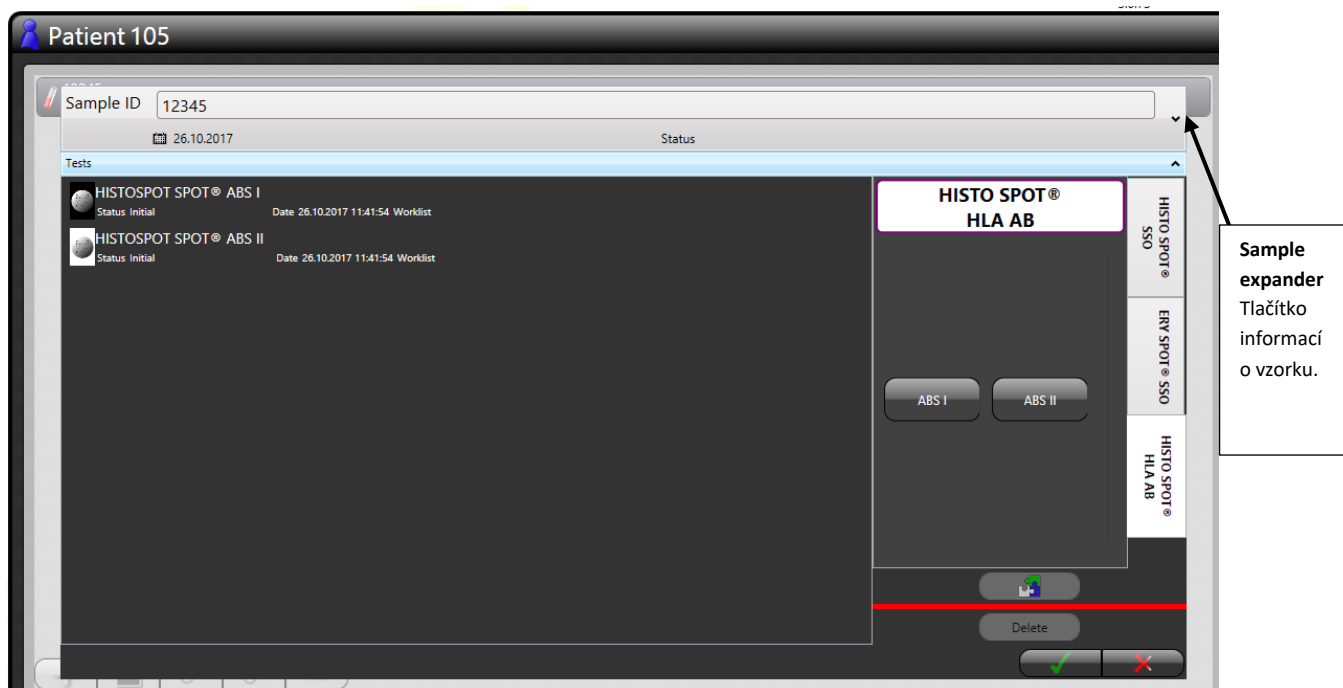 Patient 105
Sample ID 12345
26.10.2017 Status
Tests
HISTOSPOT SPOT® ABS I
Status Initial Date 26.10.2017 11:41:54 Worklist
HISTOSPOT SPOT® ABS II
Status Initial Date 26.10.2017 11:41:54 Worklist
HISTO SPOT®
HLA AB
ABS I ABS II
HISTO SPOT®
SSO
ERY SPOT® SSO
HISTO SPOT®
HLA AB
Delete
Sample
expander
Tlačítko
informací
o vzorku.